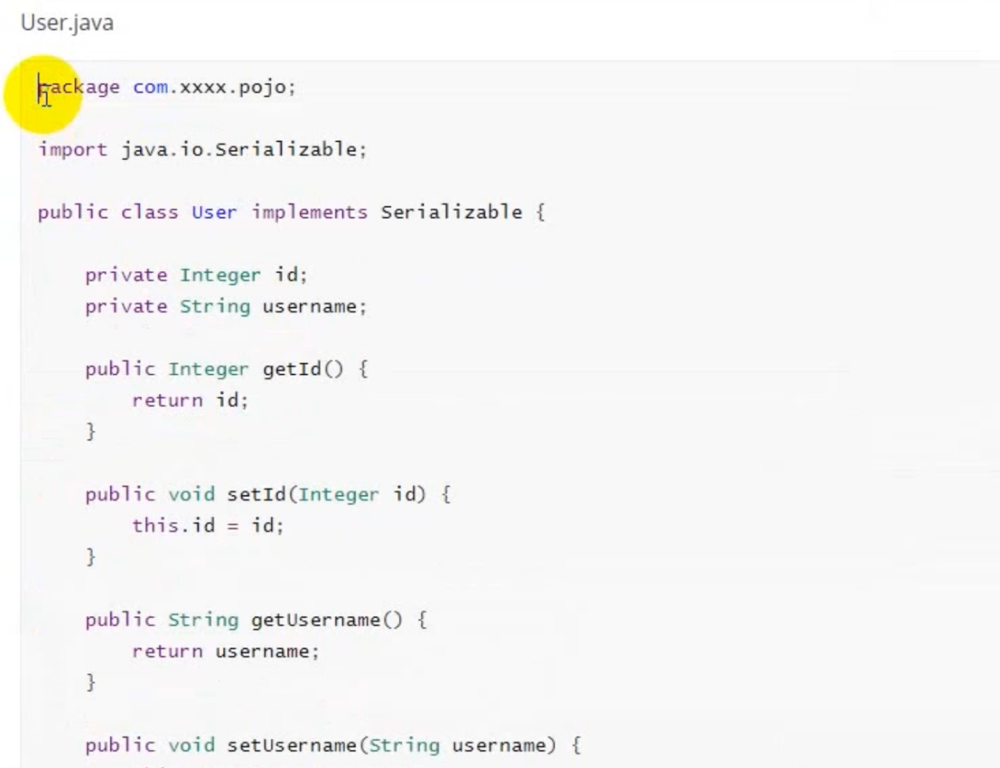 User.java
package com.xxxx.pojo;
import java.io.Serializable;
public class User implements Serializable {
private Integer id;
private String username;
public Integer getId() {
return id;
}
public void setId(Integer id) {
this.id = id;
}
public String getUsername() {
return username;
}
public void setUsername(String username) {